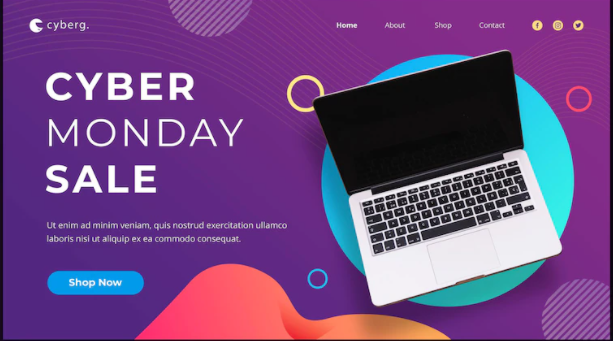 cyberg.
Home About Shop Contact
CYBER
MONDAY
SALE
Ut enim ad minim veniam, quis nostrud exercitation ullamco
laboris nisi ut aliquip ex ea commodo consequat.
Shop Now